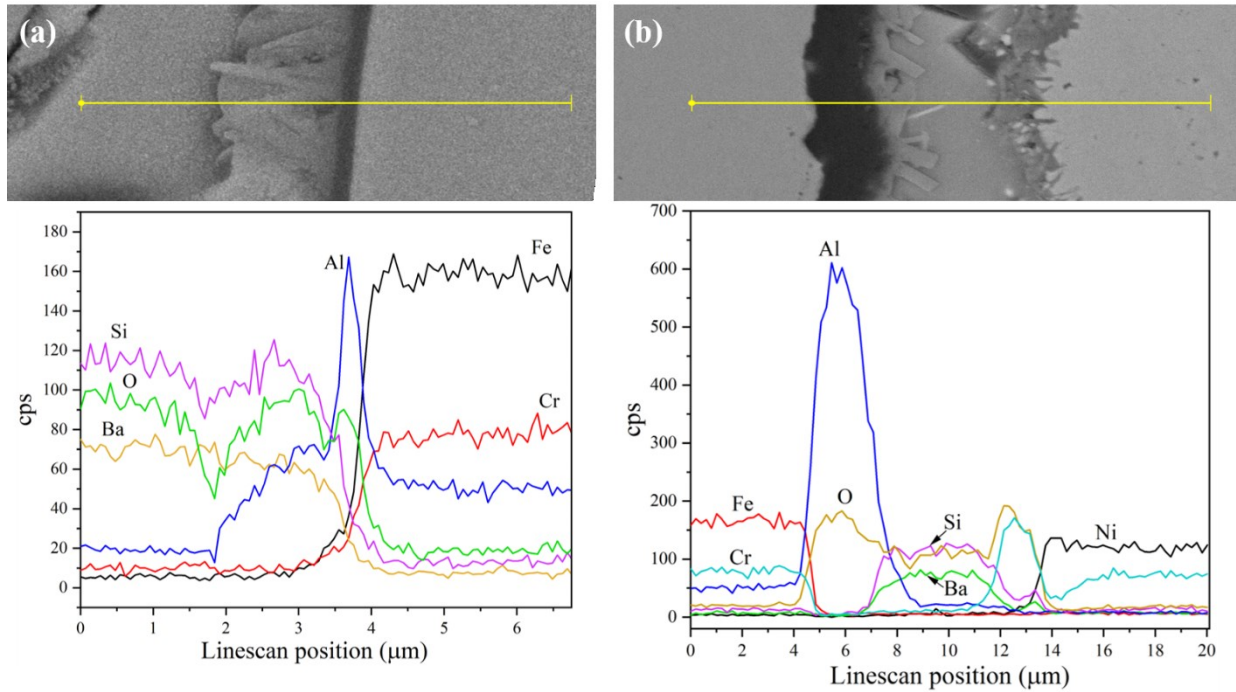 (a)
(b)
180
160
140
120
100
80
60
40
20
0
cps
Si
O
Ba
Al
Fe
Cr
0 1 2 3 4 5 6
Linescan position (μm)
700
600
500
400
300
200
100
0
cps
Al
Fe
O
Si
Ni
Cr
Ba
0 2 4 6 8 10 12 14 16 18 20
Linescan position (μm)